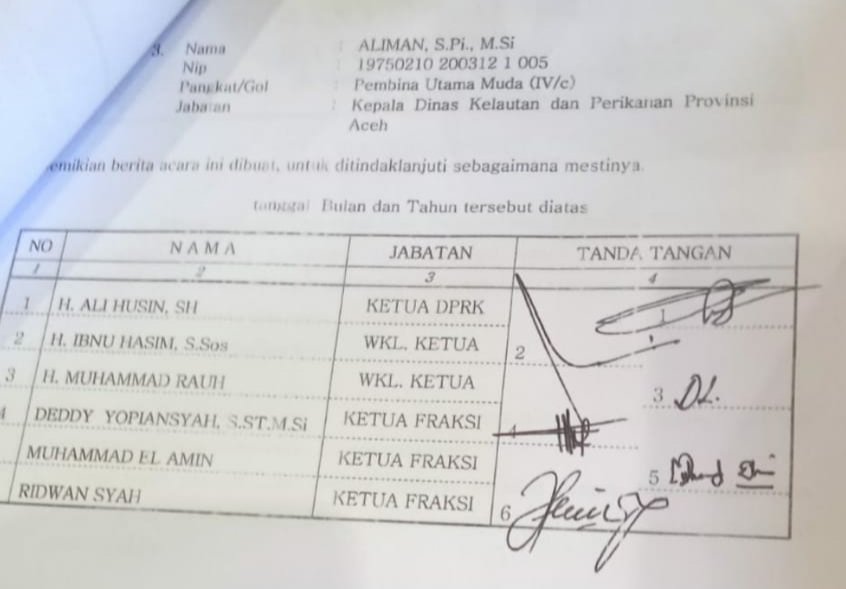 3. Nama : ALIMAN, S.Pi., M.Si
Nip : 19750210 200312 1 005
Pangkat/Gol : Pembina Utama Muda (IV/c)
Jabatan : Kepala Dinas Kelautan dan Perikanan Provinsi
Aceh
emikian berita acara ini dibuat, untuk ditindaklanjuti sebagaimana mestinya.
tanggal Bulan dan Tahun tersebut diatas
NO NAMA JABATAN TANDA TANGAN
1 2 3 4
1 H. ALI HUSIN, SH KETUA DPRK 1
2 H. IBNU HASIM, S.Sos WKL. KETUA 2
3 H. MUHAMMAD RAUH WKL. KETUA 3
4 DEDDY YOPIANSYAH, S.ST.M.Si KETUA FRAKSI 4
MUHAMMAD EL AMIN KETUA FRAKSI 5
RIDWAN SYAH KETUA FRAKSI 6